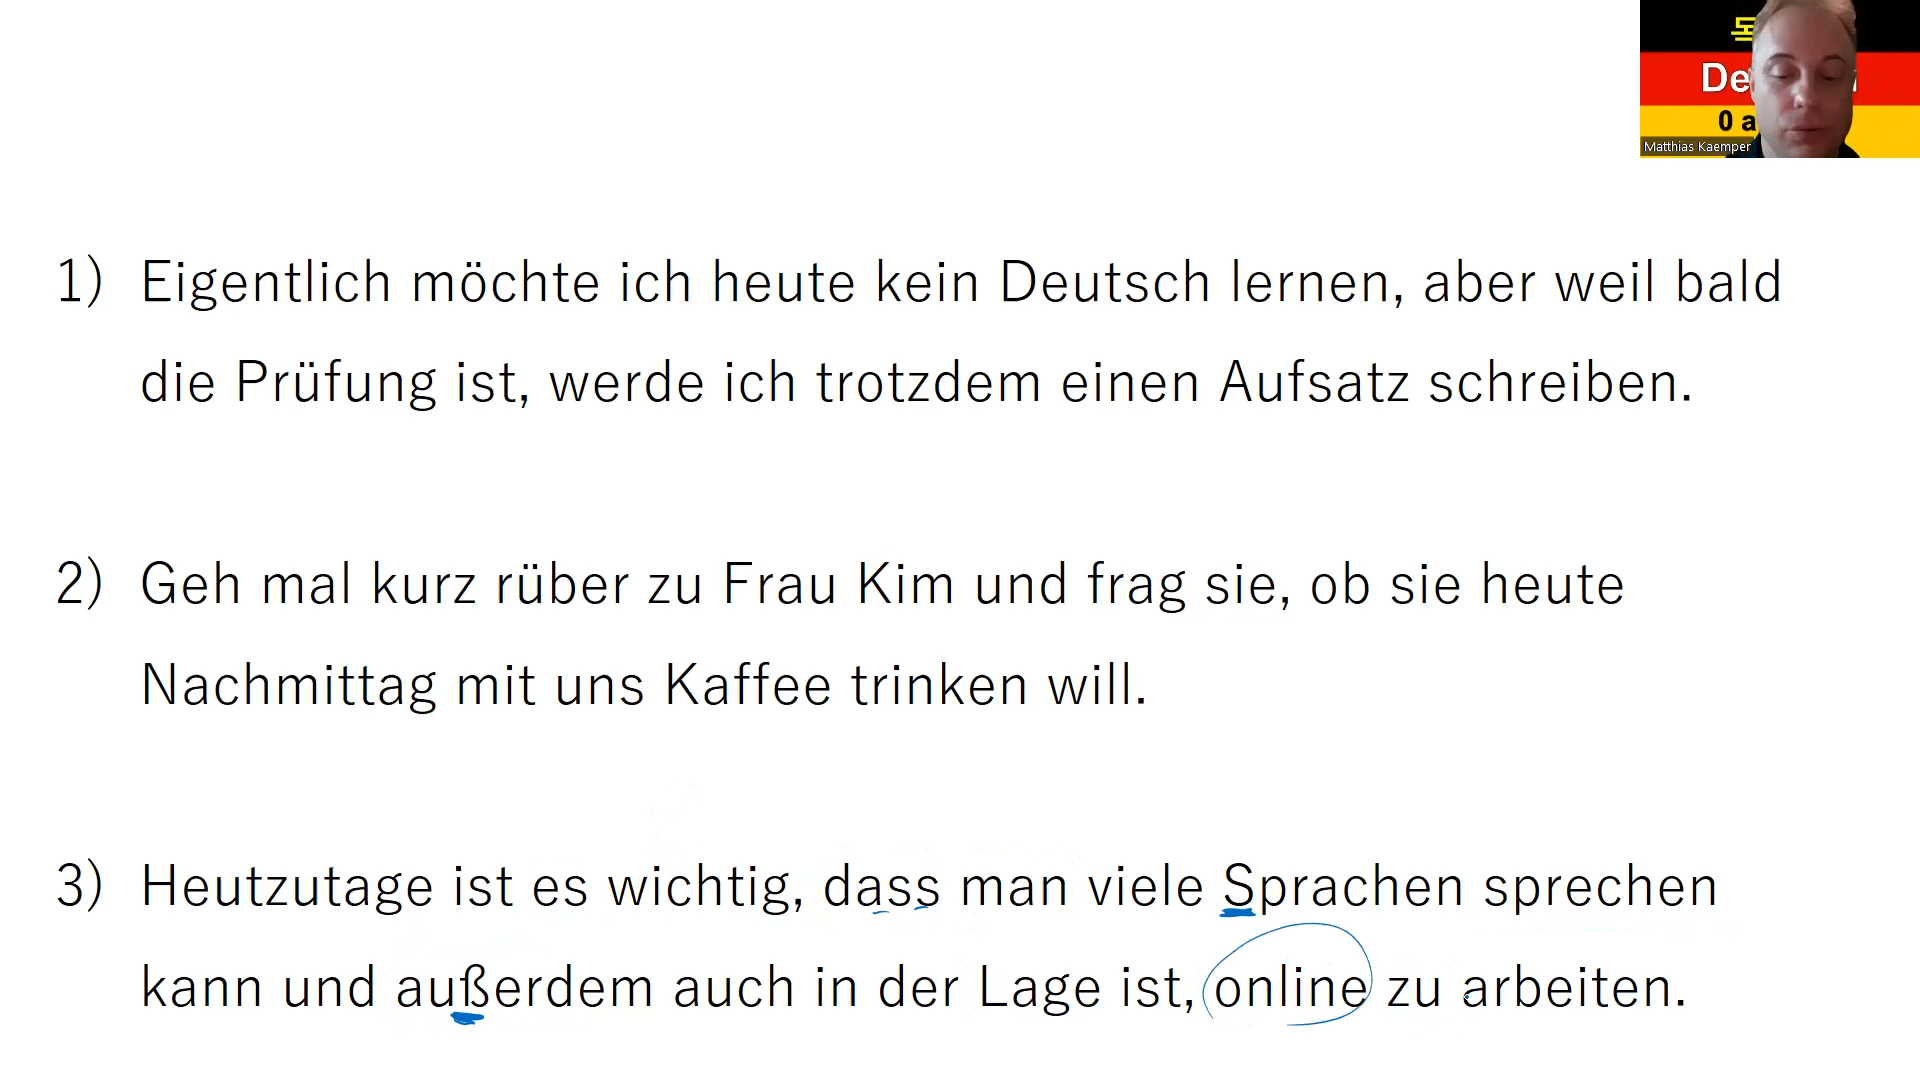 독
De
0 a
Matthias Kaemper
1) Eigentlich möchte ich heute kein Deutsch lernen, aber weil bald
die Prüfung ist, werde ich trotzdem einen Aufsatz schreiben.
2) Geh mal kurz rüber zu Frau Kim und frag sie, ob sie heute
Nachmittag mit uns Kaffee trinken will.
3) Heutzutage ist es wichtig, dass man viele Sprachen sprechen
kann und außerdem auch in der Lage ist, online zu arbeiten.